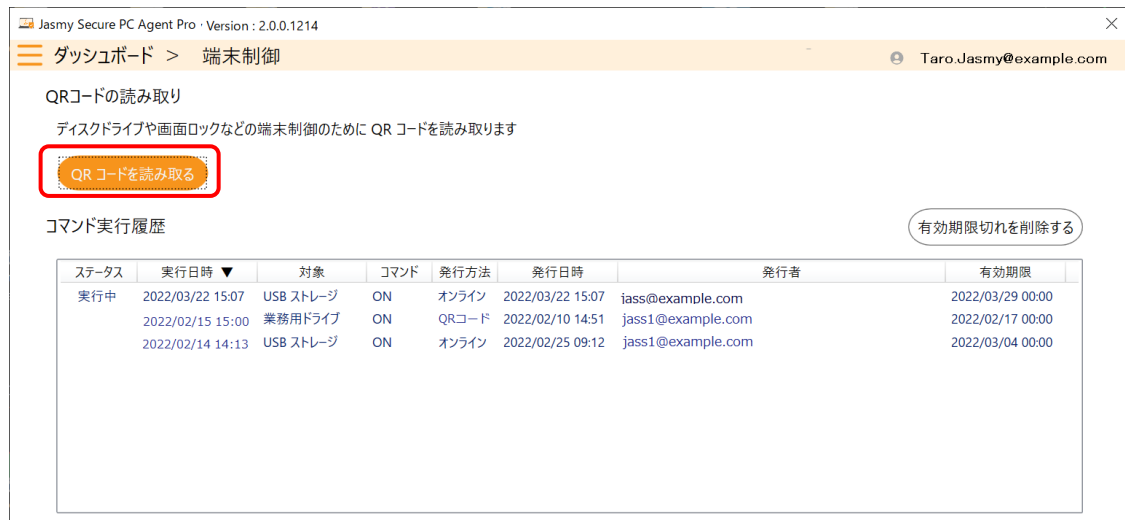 Jasmy Secure PC Agent Pro · Version : 2.0.0.1214
ダッシュボード > 端末制御 Taro.Jasmy@example.com
QRコードの読み取り
ディスクドライブや画面ロックなどの端末制御のために QR コードを読み取ります
QR コードを読み取る
コマンド実行履歴 有効期限切れを削除する
ステータス 実行日時 ▼ 対象 コマンド 発行方法 発行日時 発行者 有効期限
実行中 2022/03/22 15:07 USB ストレージ ON オンライン 2022/03/22 15:07 jass@example.com 2022/03/29 00:00
2022/02/15 15:00 業務用ドライブ ON QRコード 2022/02/10 14:51 jass1@example.com 2022/02/17 00:00
2022/02/14 14:13 USB ストレージ ON オンライン 2022/02/25 09:12 jass1@example.com 2022/03/04 00:00